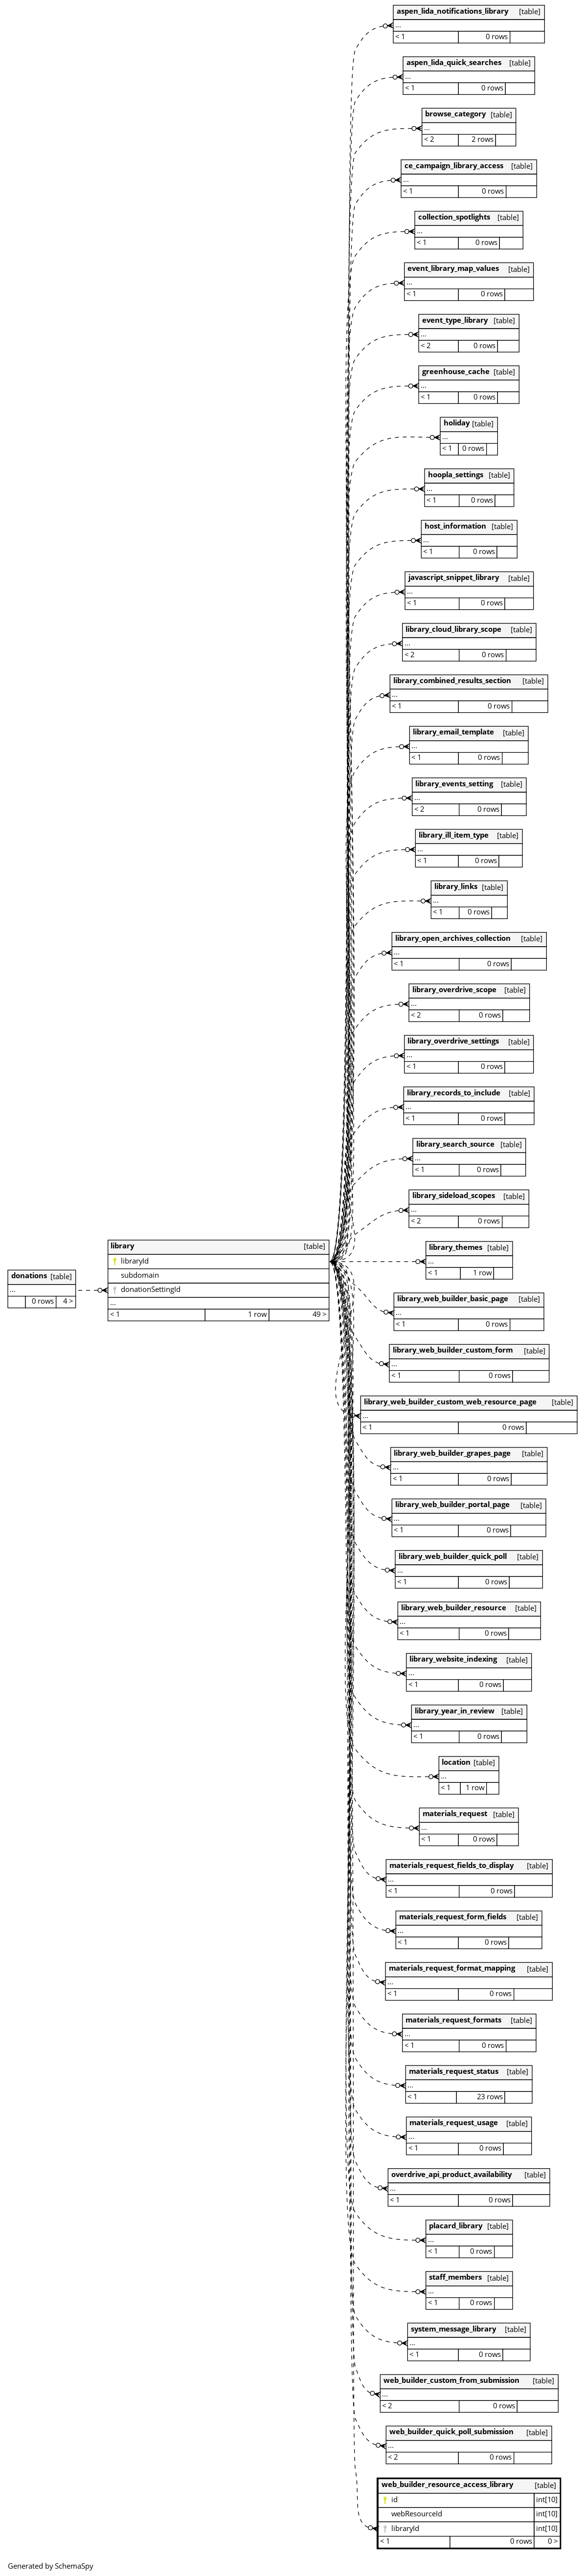 aspen_lida_notifications_library [table]
...
< 1 0 rows
aspen_lida_quick_searches [table]
...
< 1 0 rows
browse_category [table]
...
< 2 2 rows
ce_campaign_library_access [table]
...
< 1 0 rows
collection_spotlights [table]
...
< 1 0 rows
event_library_map_values [table]
...
< 1 0 rows
event_type_library [table]
...
< 2 0 rows
greenhouse_cache [table]
...
< 1 0 rows
holiday [table]
...
< 1 0 rows
hoopla_settings [table]
...
< 1 0 rows
host_information [table]
...
< 1 0 rows
javascript_snippet_library [table]
...
< 1 0 rows
library_cloud_library_scope [table]
...
< 2 0 rows
library_combined_results_section [table]
...
< 1 0 rows
library_email_template [table]
...
< 1 0 rows
library_events_setting [table]
...
< 2 0 rows
library_ill_item_type [table]
...
< 1 0 rows
library_links [table]
...
< 1 0 rows
library_open_archives_collection [table]
...
< 1 0 rows
library_overdrive_scope [table]
...
< 2 0 rows
library_overdrive_settings [table]
...
< 1 0 rows
library_records_to_include [table]
...
< 1 0 rows
library_search_source [table]
...
< 1 0 rows
library_sideload_scopes [table]
...
< 2 0 rows
library [table]
libraryId
subdomain
donationSettingId
...
< 1 1 row 49 >
donations [table]
...
0 rows 4 >
library_themes [table]
...
< 1 1 row
library_web_builder_basic_page [table]
...
< 1 0 rows
library_web_builder_custom_form [table]
...
< 1 0 rows
library_web_builder_custom_web_resource_page [table]
...
< 1 0 rows
library_web_builder_grapes_page [table]
...
< 1 0 rows
library_web_builder_portal_page [table]
...
< 1 0 rows
library_web_builder_quick_poll [table]
...
< 1 0 rows
library_web_builder_resource [table]
...
< 1 0 rows
library_website_indexing [table]
...
< 1 0 rows
library_year_in_review [table]
...
< 1 0 rows
location [table]
...
< 1 1 row
materials_request [table]
...
< 1 0 rows
materials_request_fields_to_display [table]
...
< 1 0 rows
materials_request_form_fields [table]
...
< 1 0 rows
materials_request_format_mapping [table]
...
< 1 0 rows
materials_request_formats [table]
...
< 1 0 rows
materials_request_status [table]
...
< 1 23 rows
materials_request_usage [table]
...
< 1 0 rows
overdrive_api_product_availability [table]
...
< 1 0 rows
placard_library [table]
...
< 1 0 rows
staff_members [table]
...
< 1 0 rows
system_message_library [table]
...
< 1 0 rows
web_builder_custom_from_submission [table]
...
< 2 0 rows
web_builder_quick_poll_submission [table]
...
< 2 0 rows
web_builder_resource_access_library [table]
id int[10]
webResourceId int[10]
libraryId int[10]
< 1 0 rows 0 >
Generated by SchemaSpy